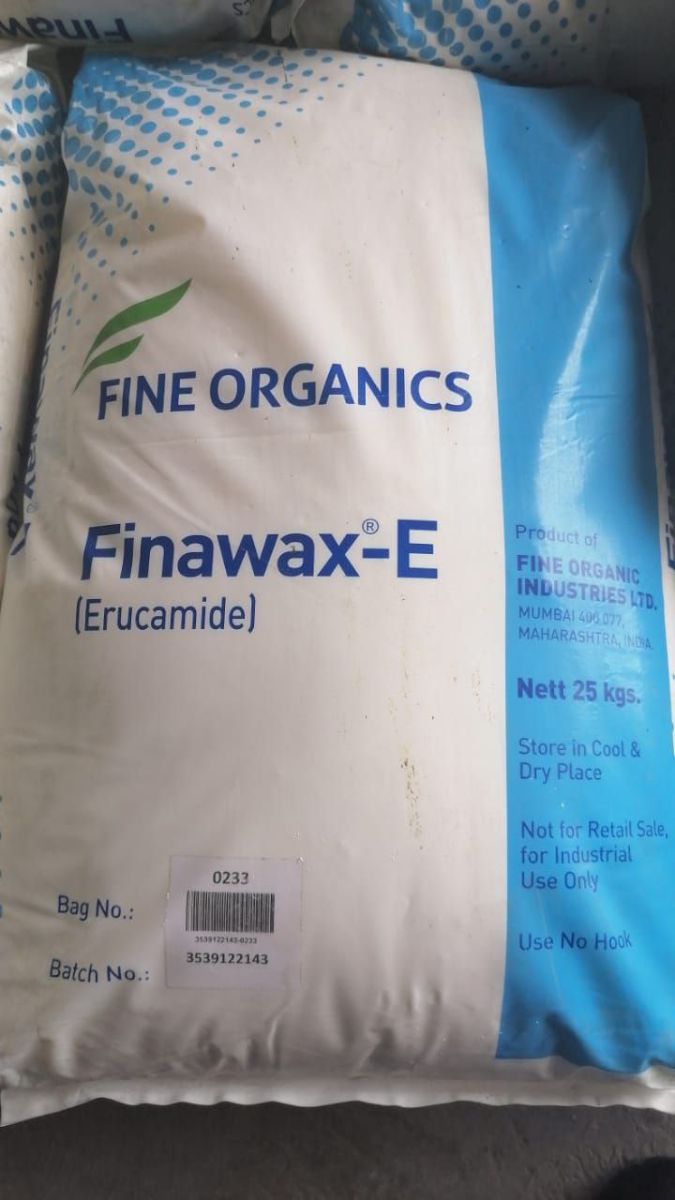 FINE ORGANICS
Finawax®-E
(Erucamide)
Product of
FINE ORGANIC
INDUSTRIES LTD.
MUMBAI 400 077,
MAHARASHTRA, INDIA.
Nett 25 kgs.
Store in Cool &
Dry Place
Not for Retail Sale,
for Industrial
Use Only
Use No Hook
Bag No.:
0233
3539122143-0233
Batch No.:
3539122143